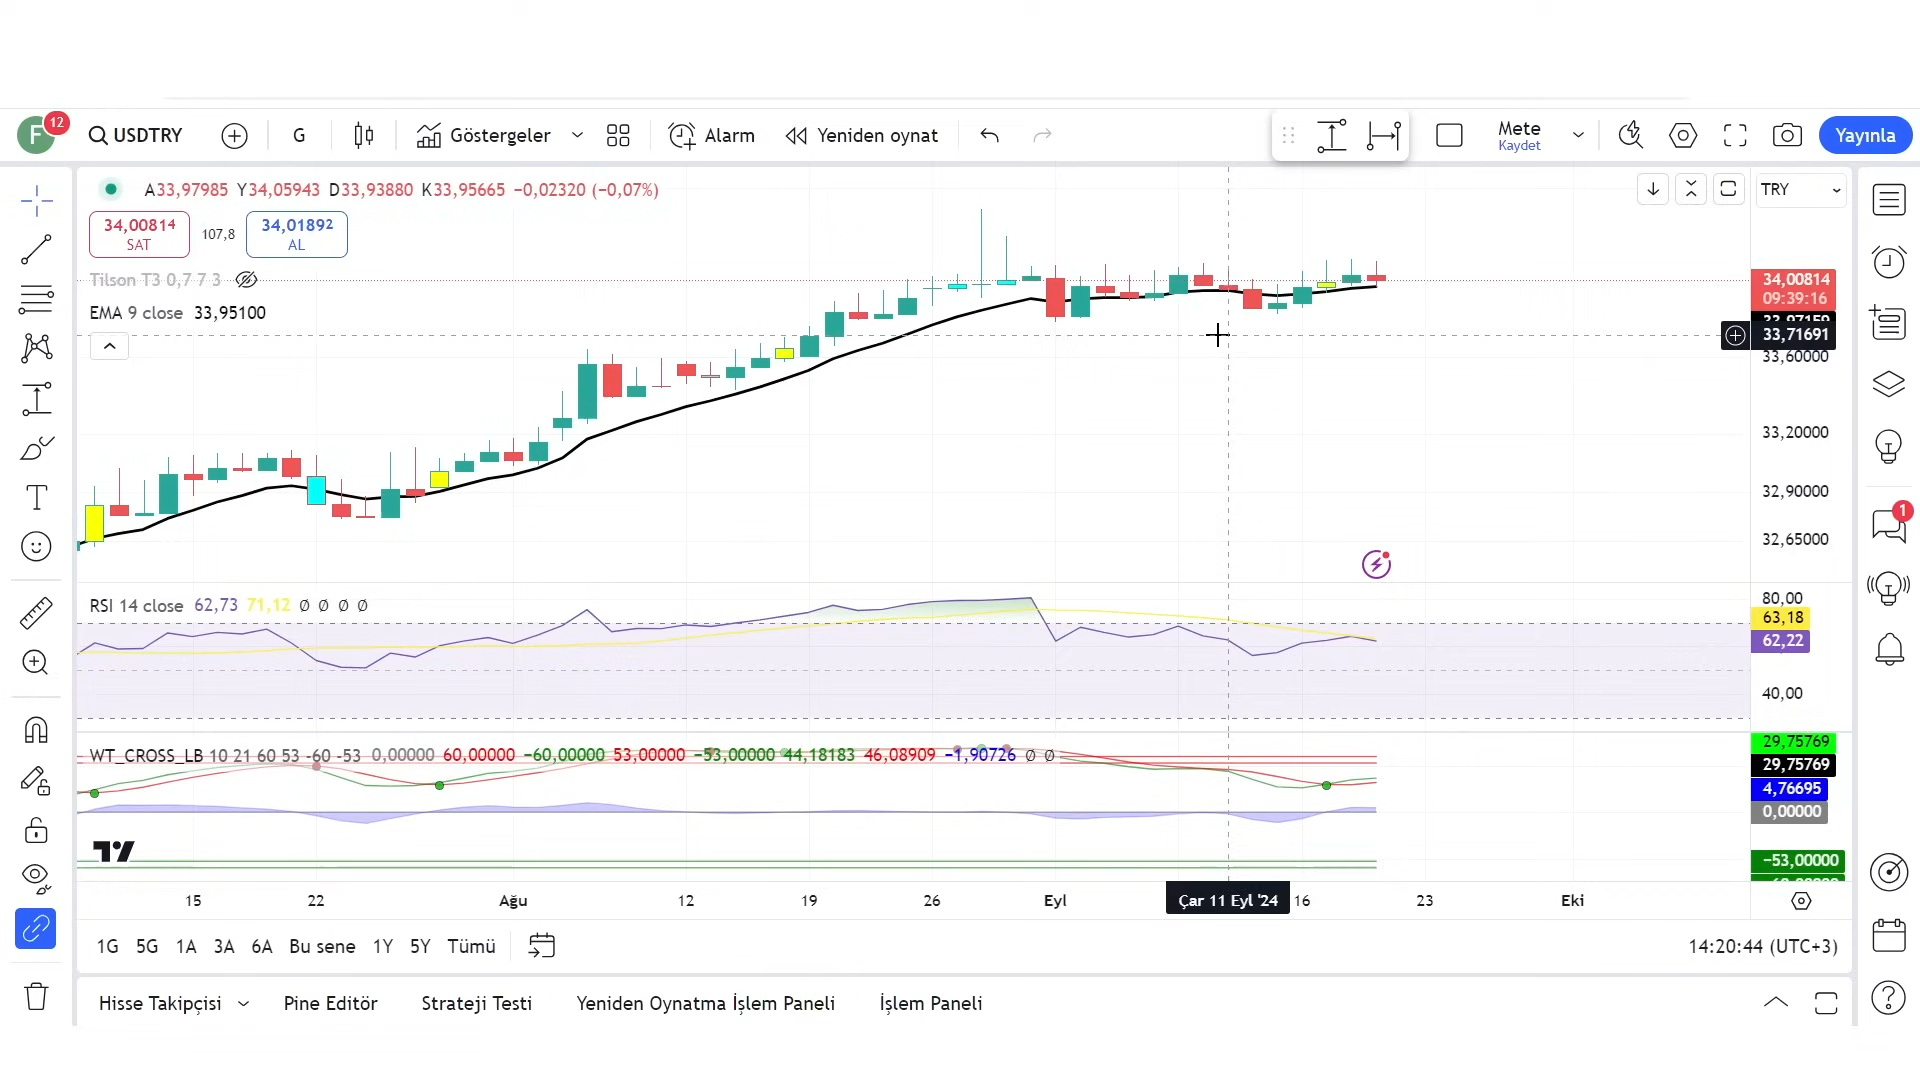 F 12 USDTRY G Göstergeler Alarm Yeniden oynat Mete Kaydet Yayınla
A33,97985 Y34,05943 D33,93880 K33,95665 −0,02320 (−0,07%)
TRY
34,00814 SAT 107,8 34,01892 AL
Tilson T3 0,7 7 3
EMA 9 close 33,95100
34,00814
09:39:16
33,97159
33,71691
33,60000
33,20000
32,90000
32,65000
1
RSI 14 close 62,73 71,12 Ø Ø Ø Ø
80,00
63,18
62,22
40,00
WT_CROSS_LB 10 21 60 53 -60 -53 0,00000 60,00000 −60,00000 53,00000 −53,00000 44,18183 46,08909 −1,90726 Ø Ø
29,75769
29,75769
4,76695
0,00000
−53,00000
15 22 Ağu 12 19 26 Eyl Çar 11 Eyl '24 16 23 Eki
1G 5G 1A 3A 6A Bu sene 1Y 5Y Tümü 14:20:44 (UTC+3)
Hisse Takipçisi Pine Editör Strateji Testi Yeniden Oynatma İşlem Paneli İşlem Paneli